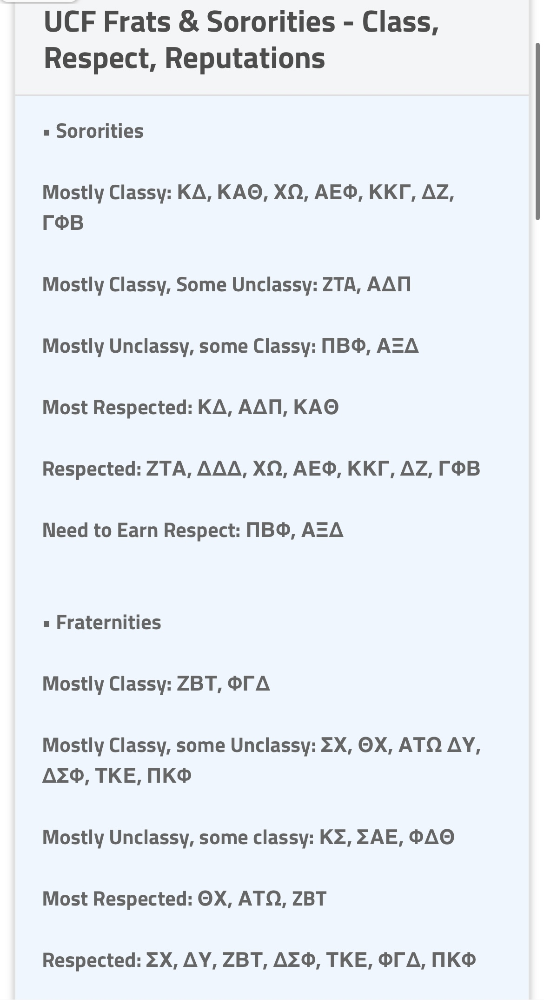 UCF Frats & Sororities - Class,
Respect, Reputations
▪ Sororities
Mostly Classy: ΚΔ, ΚΑΘ, ΧΩ, ΑΕΦ, ΚΚΓ, ΔΖ,
ΓΦΒ
Mostly Classy, Some Unclassy: ZTA, ΑΔΠ
Mostly Unclassy, some Classy: ΠΒΦ, ΑΞΔ
Most Respected: ΚΔ, ΑΔΠ, ΚΑΘ
Respected: ΖΤΑ, ΔΔΔ, ΧΩ, ΑΕΦ, ΚΚΓ, ΔΖ, ΓΦΒ
Need to Earn Respect: ΠΒΦ, ΑΞΔ
▪ Fraternities
Mostly Classy: ΖΒΤ, ΦΓΔ
Mostly Classy, some Unclassy: ΣΧ, ΘΧ, ΑΤΩ ΔΥ,
ΔΣΦ, ΤΚΕ, ΠΚΦ
Mostly Unclassy, some classy: ΚΣ, ΣΑΕ, ΦΔΘ
Most Respected: ΘΧ, ΑΤΩ, ZBT
Respected: ΣΧ, ΔΥ, ΖΒΤ, ΔΣΦ, ΤΚΕ, ΦΓΔ, ΠΚΦ